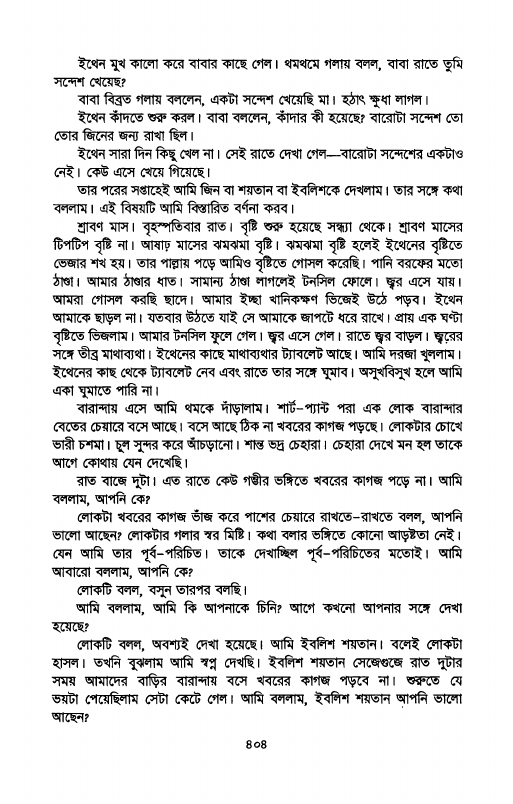 ইথেন মুখ কালো করে বাবার কাছে গেল। থমথমে গলায় বলল, বাবা রাতে তুমি
সন্দেশ খেয়েছ?
বাবা বিব্রত গলায় বললেন, একটা সন্দেশ খেয়েছি মা। হঠাৎ ক্ষুধা লাগল।
ইথেন কাঁদতে শুরু করল। বাবা বললেন, কাঁদার কী হয়েছে? বারোটা সন্দেশ তো
তোর জিনের জন্য রাখা ছিল।
ইথেন সারা দিন কিছু খেল না। সেই রাতে দেখা গেল—বারোটা সন্দেশের একটাও
নেই। কেউ এসে খেয়ে গিয়েছে।
তার পরের সপ্তাহেই আমি জিন বা শয়তান বা ইবলিশকে দেখলাম। তার সঙ্গে কথা
বললাম। এই বিষয়টি আমি বিস্তারিত বর্ণনা করব।
শ্রাবণ মাস। বৃহস্পতিবার রাত। বৃষ্টি শুরু হয়েছে সন্ধ্যা থেকে। শ্রাবণ মাসের
টিপটিপ বৃষ্টি না। আষাঢ় মাসের ঝমঝমা বৃষ্টি। ঝমঝমা বৃষ্টি হলেই ইথেনের বৃষ্টিতে
ভেজার শখ হয়। তার পাল্লায় পড়ে আমিও বৃষ্টিতে গোসল করেছি। পানি বরফের মতো
ঠাণ্ডা। আমার ঠাণ্ডার ধাত। সামান্য ঠাণ্ডা লাগলেই টনসিল ফোলে। জ্বর এসে যায়।
আমরা গোসল করছি ছাদে। আমার ইচ্ছা খানিকক্ষণ ভিজেই উঠে পড়ব। ইথেন
আমাকে ছাড়ল না। যতবার উঠতে যাই সে আমাকে জাপটে ধরে রাখে। প্রায় এক ঘণ্টা
বৃষ্টিতে ভিজলাম। আমার টনসিল ফুলে গেল। জ্বর এসে গেল। রাতে জ্বর বাড়ল। জ্বরের
সঙ্গে তীব্র মাথাব্যথা। ইথেনের কাছে মাথাব্যথার ট্যাবলেট আছে। আমি দরজা খুললাম।
ইথেনের কাছ থেকে ট্যাবলেট নেব এবং রাতে তার সঙ্গে ঘুমাব। অসুখবিসুখ হলে আমি
একা ঘুমাতে পারি না।
বারান্দায় এসে আমি থমকে দাঁড়ালাম। শার্ট-প্যান্ট পরা এক লোক বারান্দার
বেতের চেয়ারে বসে আছে। বসে আছে ঠিক না খবরের কাগজ পড়ছে। লোকটার চোখে
ভারী চশমা। চুল সুন্দর করে আঁচড়ানো। শান্ত ভদ্র চেহারা। চেহারা দেখে মন হল তাকে
আগে কোথায় যেন দেখেছি।
রাত বাজে দুটা। এত রাতে কেউ গম্ভীর ভঙ্গিতে খবরের কাগজ পড়ে না। আমি
বললাম, আপনি কে?
লোকটা খবরের কাগজ ভাঁজ করে পাশের চেয়ারে রাখতে-রাখতে বলল, আপনি
ভালো আছেন? লোকটার গলার স্বর মিষ্টি। কথা বলার ভঙ্গিতে কোনো আড়ষ্টতা নেই।
যেন আমি তার পূর্ব-পরিচিত। তাকে দেখাচ্ছিল পূর্ব-পরিচিতের মতোই। আমি
আবারো বললাম, আপনি কে?
লোকটি বলল, বসুন তারপর বলছি।
আমি বললাম, আমি কি আপনাকে চিনি? আগে কখনো আপনার সঙ্গে দেখা
হয়েছে?
লোকটি বলল, অবশ্যই দেখা হয়েছে। আমি ইবলিশ শয়তান। বলেই লোকটা
হাসল। তখনি বুঝলাম আমি স্বপ্ন দেখছি। ইবলিশ শয়তান সেজেগুজে রাত দুটার
সময় আমাদের বাড়ির বারান্দায় বসে খবরের কাগজ পড়বে না। শুরুতে যে
ভয়টা পেয়েছিলাম সেটা কেটে গেল। আমি বললাম, ইবলিশ শয়তান আপনি ভালো
আছেন?
৪০৪